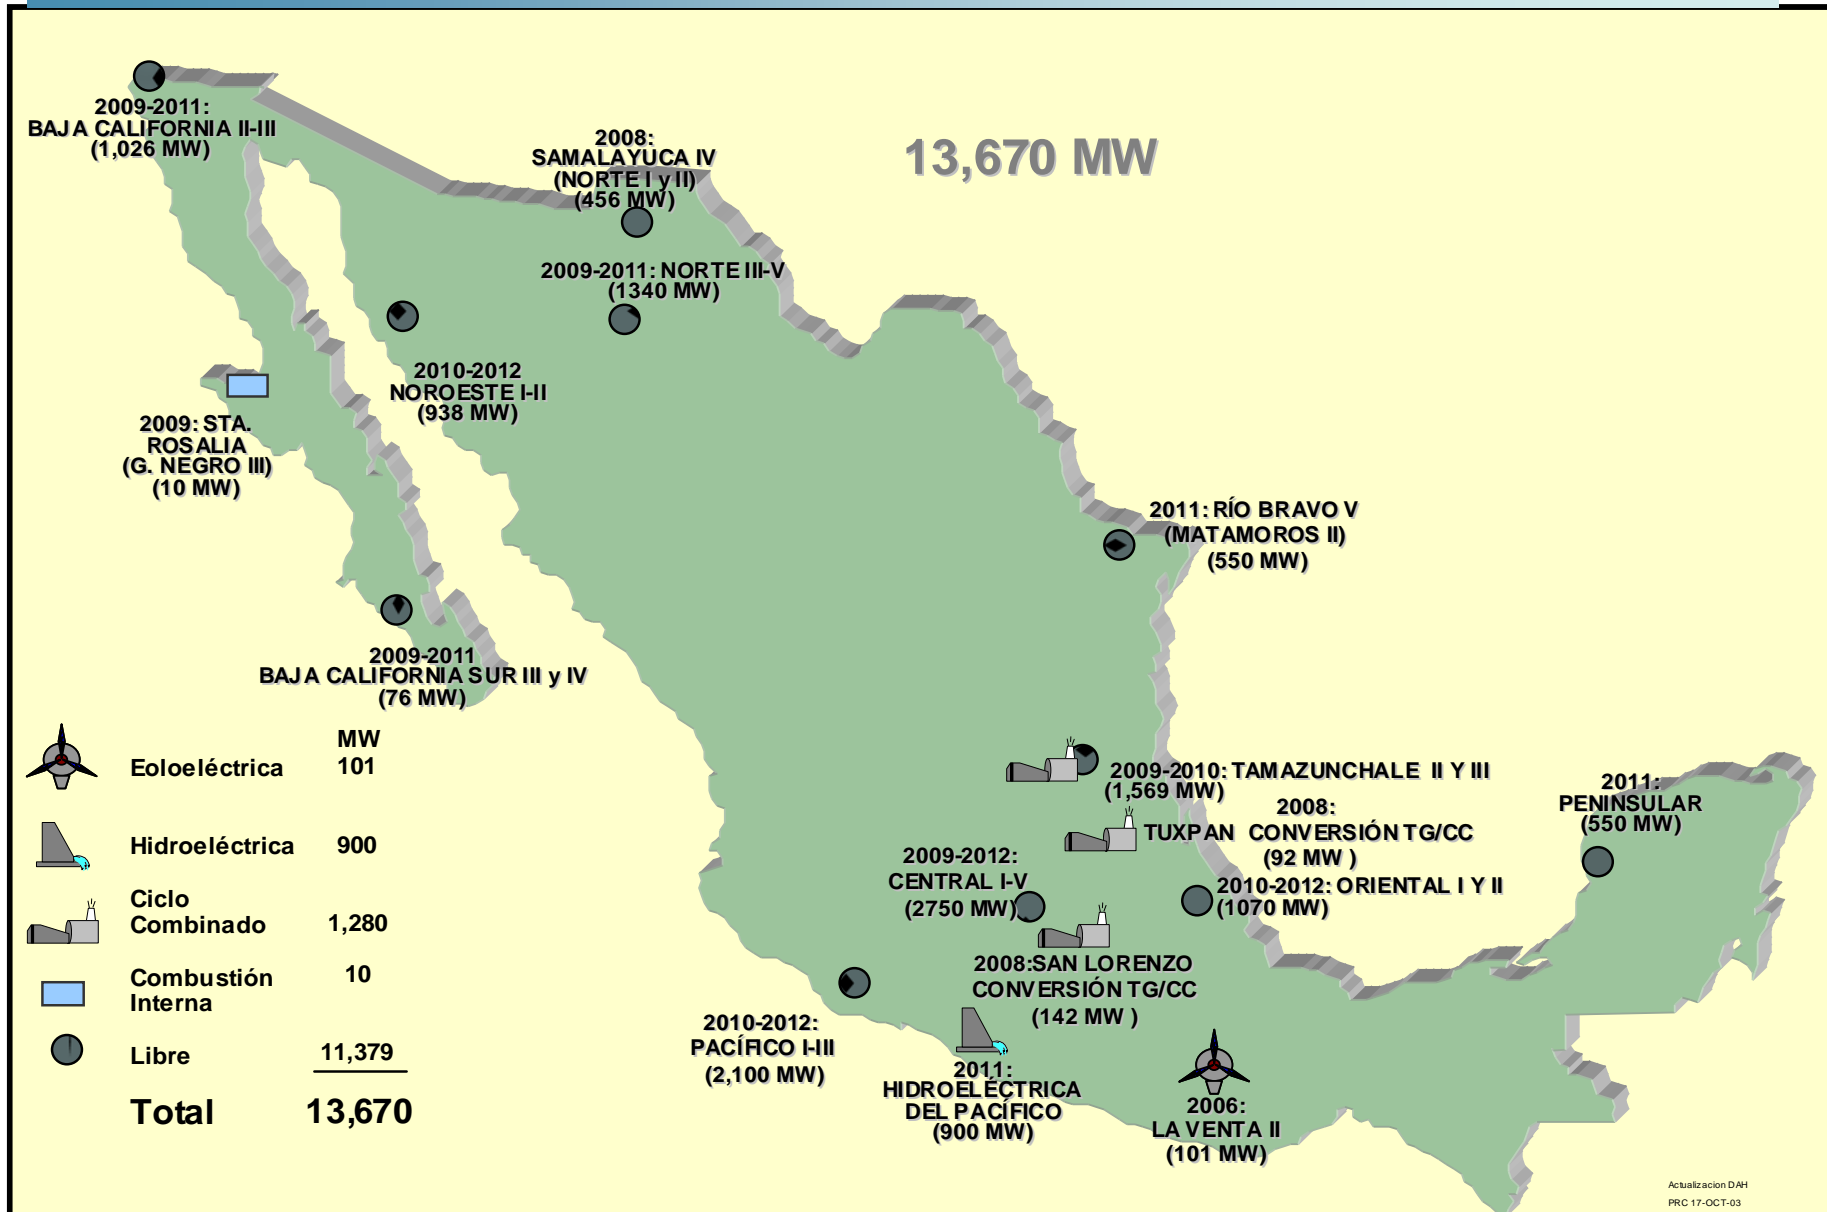 13,670 MW
2009-2011:
BAJA CALIFORNIA II-III
(1,026 MW)
2008:
SAMALAYUCA IV
(NORTE I y II)
(456 MW)
2009-2011: NORTE III-V
(1340 MW)
2010-2012
NOROESTE I-II
(938 MW)
2009: STA.
ROSALIA
(G. NEGRO III)
(10 MW)
2011: RÍO BRAVO V
(MATAMOROS II)
(550 MW)
2009-2011
BAJA CALIFORNIA SUR III y IV
(76 MW)
2009-2010: TAMAZUNCHALE II Y III
(1,569 MW)
2008:
TUXPAN CONVERSIÓN TG/CC
(92 MW )
2011:
PENINSULAR
(550 MW)
2009-2012:
CENTRAL I-V
(2750 MW)
2010-2012: ORIENTAL I Y II
(1070 MW)
2008:SAN LORENZO
CONVERSIÓN TG/CC
(142 MW )
2010-2012:
PACÍFICO I-III
(2,100 MW)
2011:
HIDROELÉCTRICA
DEL PACÍFICO
(900 MW)
2006:
LA VENTA II
(101 MW)
MW
Eoloeléctrica 101
Hidroeléctrica 900
Ciclo
Combinado 1,280
Combustión 10
Interna
Libre 11,379
Total 13,670
Actualizacion DAH
PRC 17-OCT-03